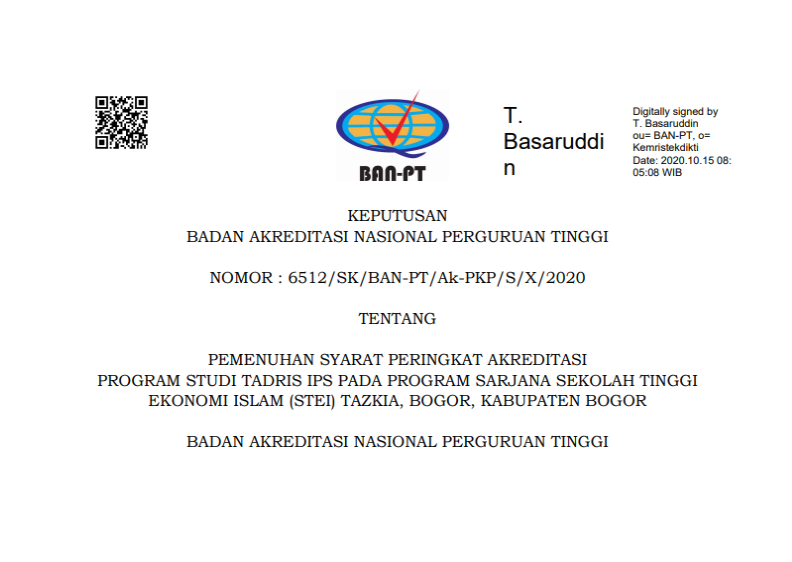 BAN-PT
T.
Basaruddi
n
Digitally signed by
T. Basaruddin
ou= BAN-PT, o=
Kemristekdikti
Date: 2020.10.15 08:
05:08 WIB
KEPUTUSAN
BADAN AKREDITASI NASIONAL PERGURUAN TINGGI
NOMOR : 6512/SK/BAN-PT/Ak-PKP/S/X/2020
TENTANG
PEMENUHAN SYARAT PERINGKAT AKREDITASI
PROGRAM STUDI TADRIS IPS PADA PROGRAM SARJANA SEKOLAH TINGGI
EKONOMI ISLAM (STEI) TAZKIA, BOGOR, KABUPATEN BOGOR
BADAN AKREDITASI NASIONAL PERGURUAN TINGGI